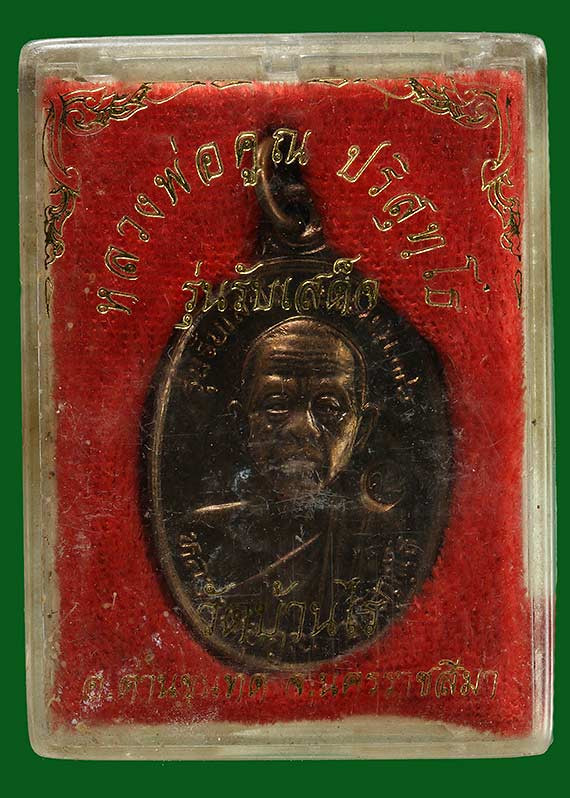 หลวงพ่อคูณ ปริสุทฺโธ
รุ่นรับเสด็จ
วัดบ้านไร่
อ.ด่านขุนทด จ.นครราชสีมา